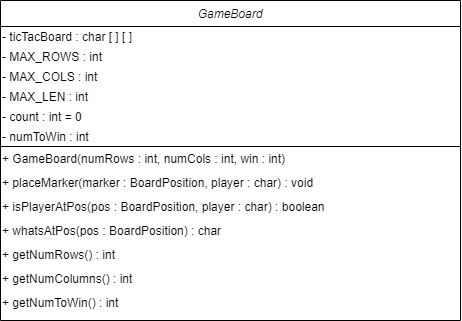 GameBoard
- ticTacBoard : char [ ] [ ]
- MAX_ROWS : int
- MAX_COLS : int
- MAX_LEN : int
- count : int = 0
- numToWin : int
+ GameBoard(numRows : int, numCols : int, win : int)
+ placeMarker(marker : BoardPosition, player : char) : void
+ isPlayerAtPos(pos : BoardPosition, player : char) : boolean
+ whatsAtPos(pos : BoardPosition) : char
+ getNumRows() : int
+ getNumColumns() : int
+ getNumToWin() : int